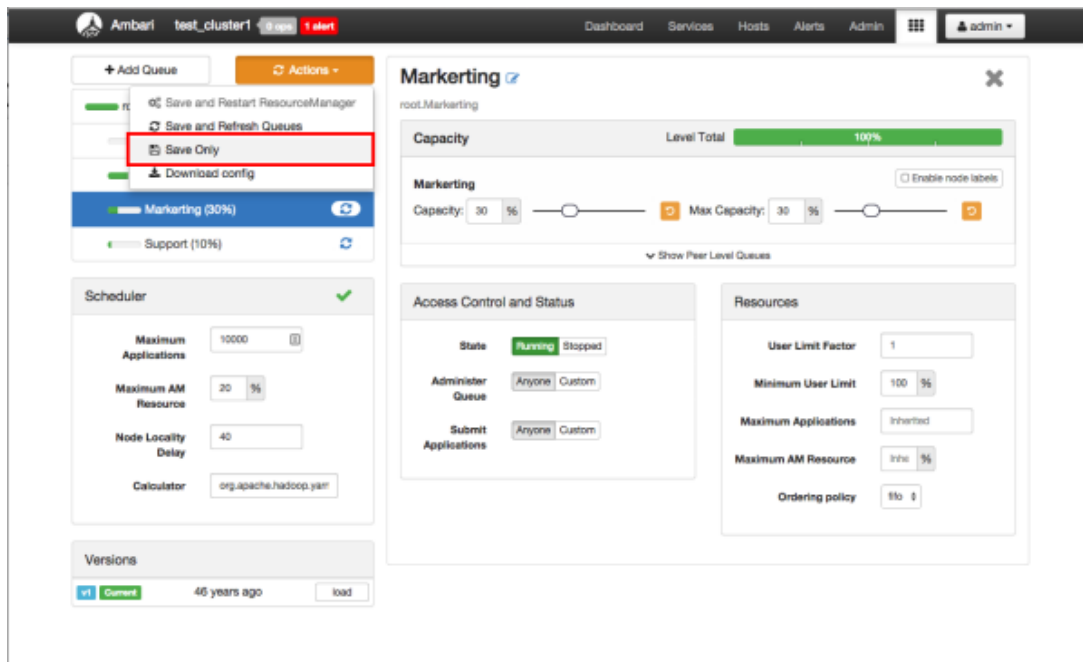 Ambari test_cluster1 0 ops 1 alert Dashboard Services Hosts Alerts Admin admin
+ Add Queue
Actions
Save and Restart ResourceManager
Save and Refresh Queues
Save Only
Download config
Markerting (30%)
Support (10%)
Scheduler
Maximum Applications 10000
Maximum AM Resource 20 %
Node Locality Delay 40
Calculator org.apache.hadoop.yarr
Versions
v1 Current 46 years ago load
Markerting
root.Markerting
Capacity Level Total 100%
Markerting Enable node labels
Capacity: 30 % Max Capacity: 30 %
Show Peer Level Queues
Access Control and Status
State Running Stopped
Administer Queue Anyone Custom
Submit Applications Anyone Custom
Resources
User Limit Factor 1
Minimum User Limit 100 %
Maximum Applications Inherited
Maximum AM Resource Inhe %
Ordering policy fifo